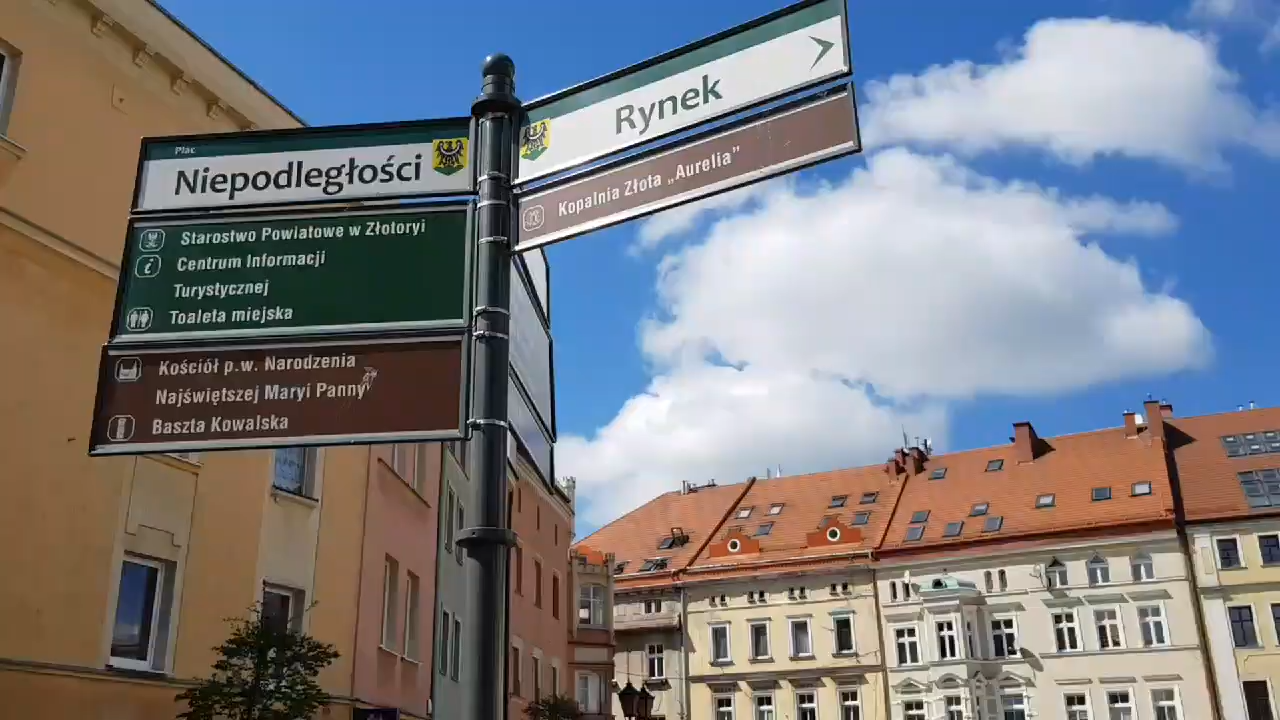 Plac
Niepodległości
Starostwo Powiatowe w Złotoryi
Centrum Informacji
Turystycznej
Toaleta miejska
Kościół p.w. Narodzenia
Najświętszej Maryi Panny
Baszta Kowalska
Rynek
Kopalnia Złota „Aurelia”